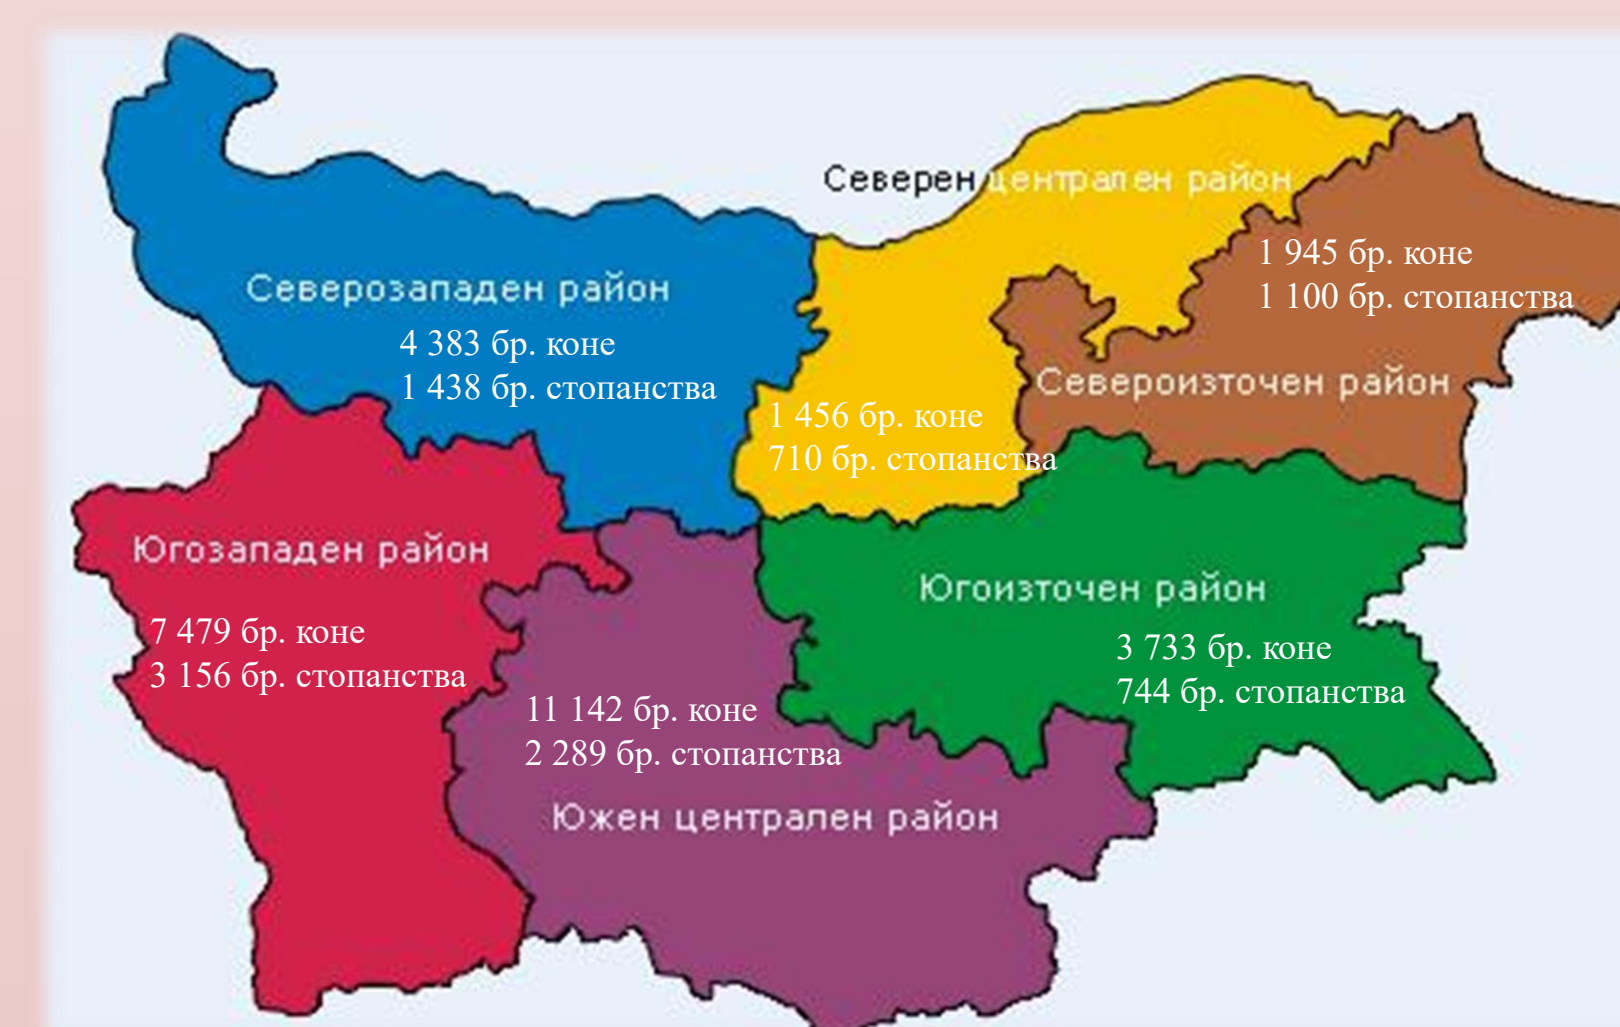 Северен централен район
1 945 бр. коне
1 100 бр. стопанства
Североизточен район
Северозападен район
4 383 бр. коне
1 438 бр. стопанства
1 456 бр. коне
710 бр. стопанства
Югозападен район
7 479 бр. коне
3 156 бр. стопанства
Югоизточен район
3 733 бр. коне
744 бр. стопанства
11 142 бр. коне
2 289 бр. стопанства
Южен централен район